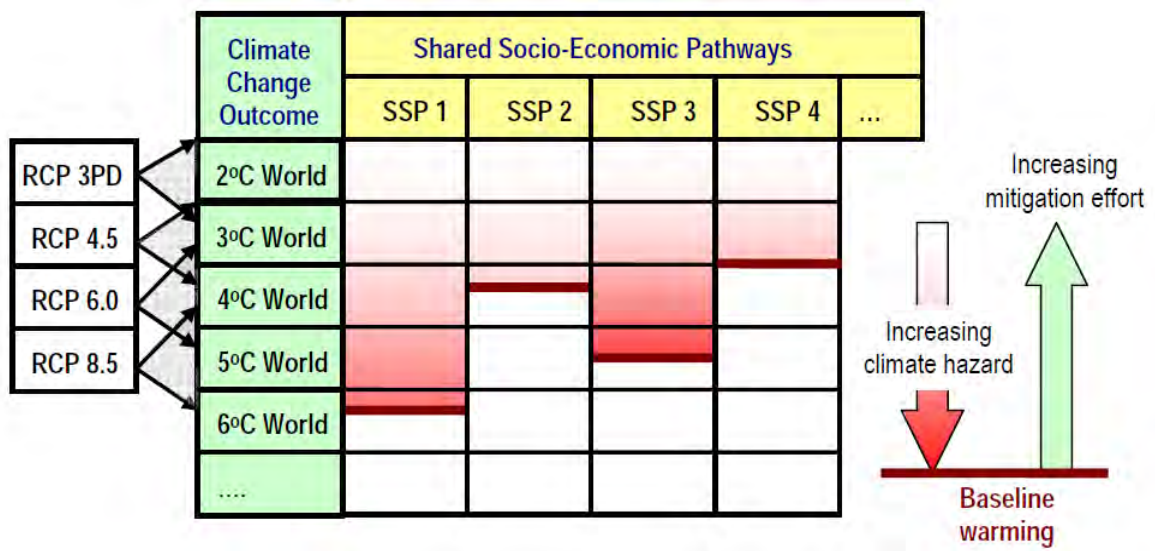 Climate
Change
Outcome
Shared Socio-Economic Pathways
SSP 1
SSP 2
SSP 3
SSP 4
...
RCP 3PD
RCP 4.5
RCP 6.0
RCP 8.5
2ºC World
3ºC World
4ºC World
5ºC World
6ºC World
....
Increasing
mitigation effort
Increasing
climate hazard
Baseline
warming